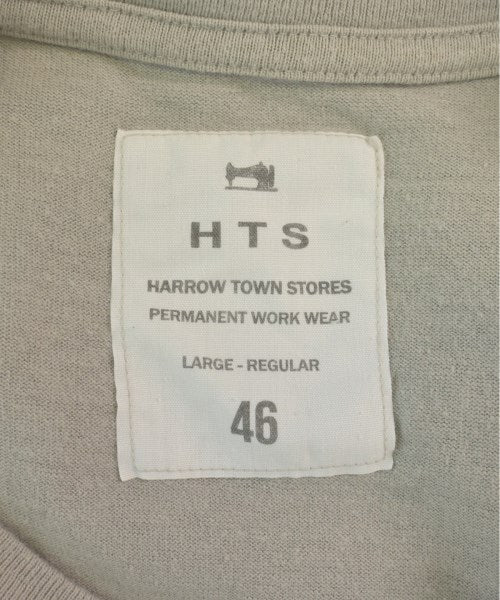 HTS
HARROW TOWN STORES
PERMANENT WORK WEAR
LARGE - REGULAR
46